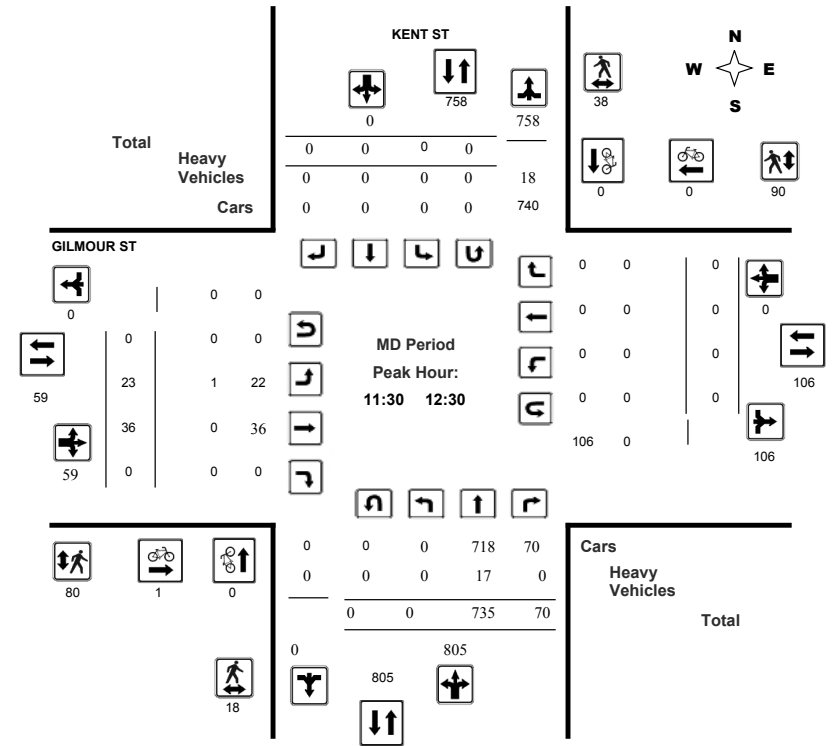 KENT ST
N
W E
S
758
38
0 758
Total
0 0 0 0
Heavy
Vehicles
0 0 0 0 18
Cars
0 0 0 0 740
0 0 90
GILMOUR ST
0 0
0
0 0 0
0 0 0
0
0 0 0
59
MD Period
0 0 0
106
23 1 22
Peak Hour:
11:30 12:30
0 0 0
36 0 36
106 0
106
59
0 0 0
0 0 0 718 70
Cars
0 0 0 17 0
Heavy
Vehicles
80 1 0
0 0 735 70
Total
0 805
805
18